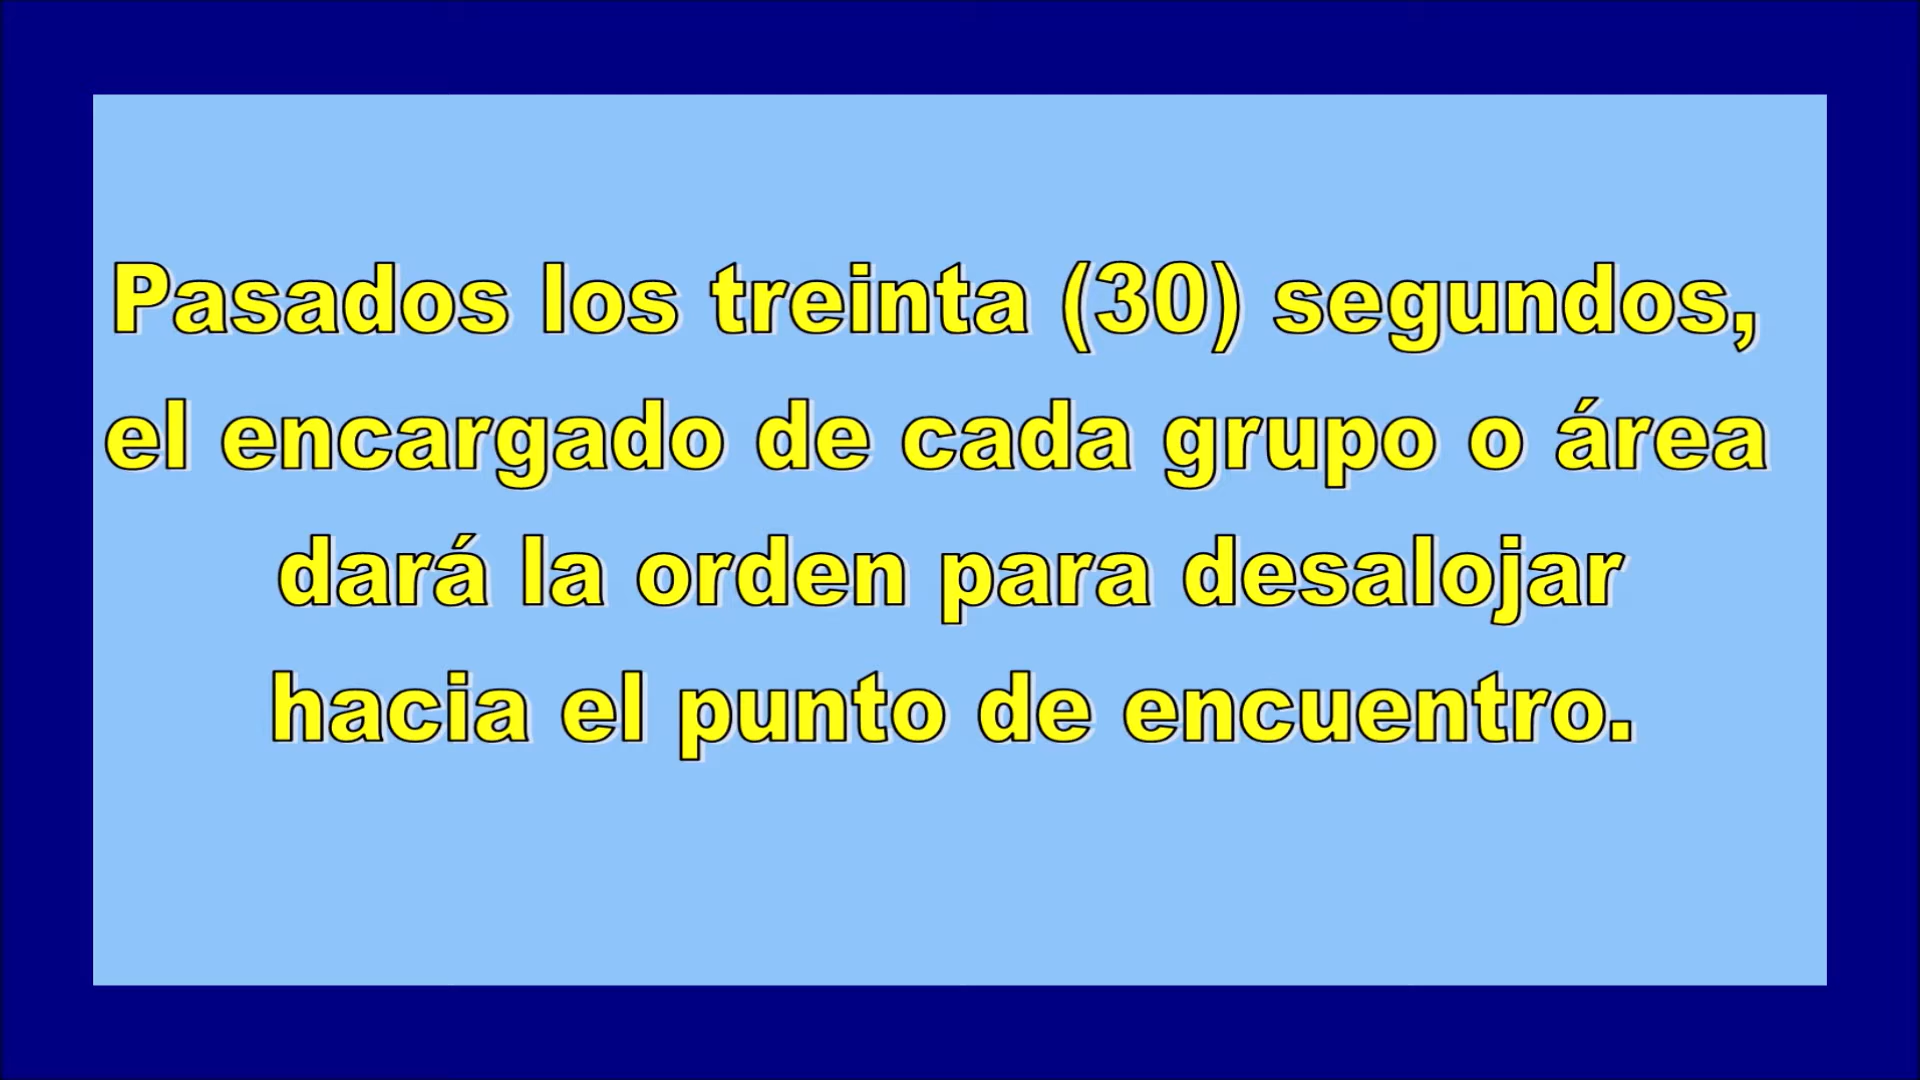 Pasados los treinta (30) segundos,
el encargado de cada grupo o área
dará la orden para desalojar
hacia el punto de encuentro.